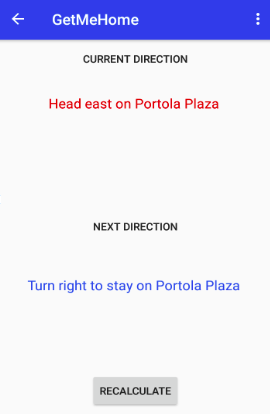 GetMeHome
CURRENT DIRECTION
Head east on Portola Plaza
NEXT DIRECTION
Turn right to stay on Portola Plaza
RECALCULATE